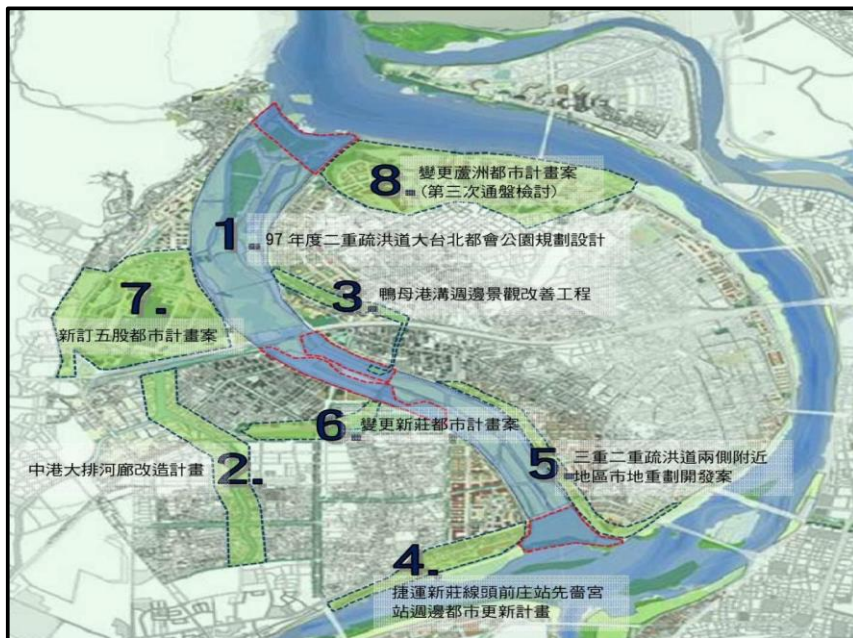 8 變更蘆洲都市計畫案
(第三次通盤檢討)
1 97 年度二重疏洪道大台北都會公園規劃設計
3 鴨母港溝週邊景觀改善工程
7.
新訂五股都市計畫案
6 變更新莊都市計畫案
中港大排河廊改造計畫 2.
5 三重二重疏洪道兩側附近
地區市地重劃開發案
4.
捷運新莊線頭前庄站先嗇宮
站週邊都市更新計畫